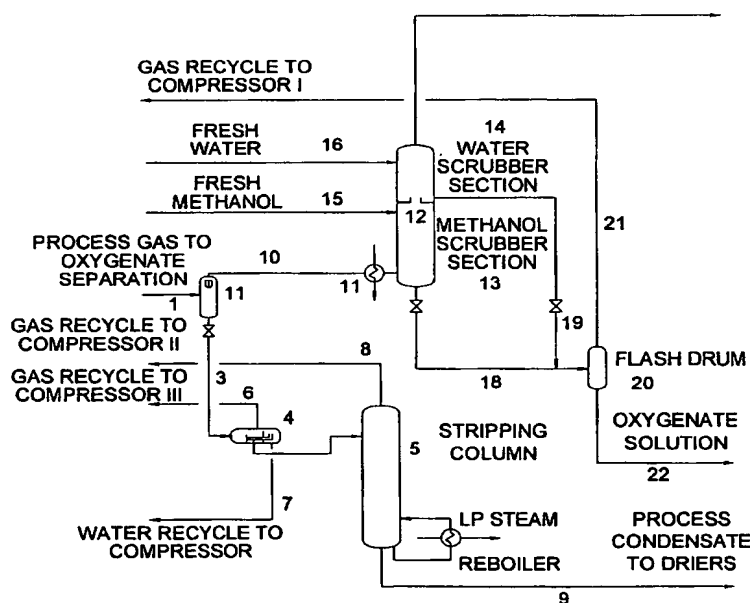 GAS RECYCLE TO
COMPRESSOR I
14
FRESH
WATER
16
WATER
SCRUBBER
SECTION
FRESH
METHANOL
15
12
METHANOL
SCRUBBER
SECTION
13
21
PROCESS GAS TO
OXYGENATE
SEPARATION
10
1
11
11
19
GAS RECYCLE TO
COMPRESSOR II
8
18
FLASH DRUM
20
3
GAS RECYCLE TO
COMPRESSOR III
6
4
5
STRIPPING
COLUMN
OXYGENATE
SOLUTION
22
7
WATER RECYCLE TO
COMPRESSOR
LP STEAM
REBOILER
PROCESS
CONDENSATE
TO DRIERS
9